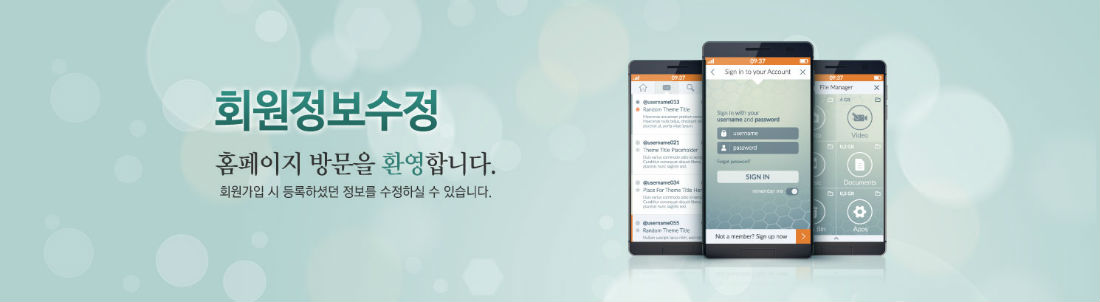 회원정보수정
홈페이지 방문을 환영합니다.
회원가입 시 등록하셨던 정보를 수정하실 수 있습니다.
09:37
@username053
Random Theme Title
@username021
Theme Title Placeholder
@username034
Place For Theme Title Her
@username055
Random Theme Title
09:37
Sign in to your Account
Sign in with your
username and password
username
password
Forgot password?
SIGN IN
remember me
Not a member? Sign up now
09:37
File Manager
Video
Documents
Apps